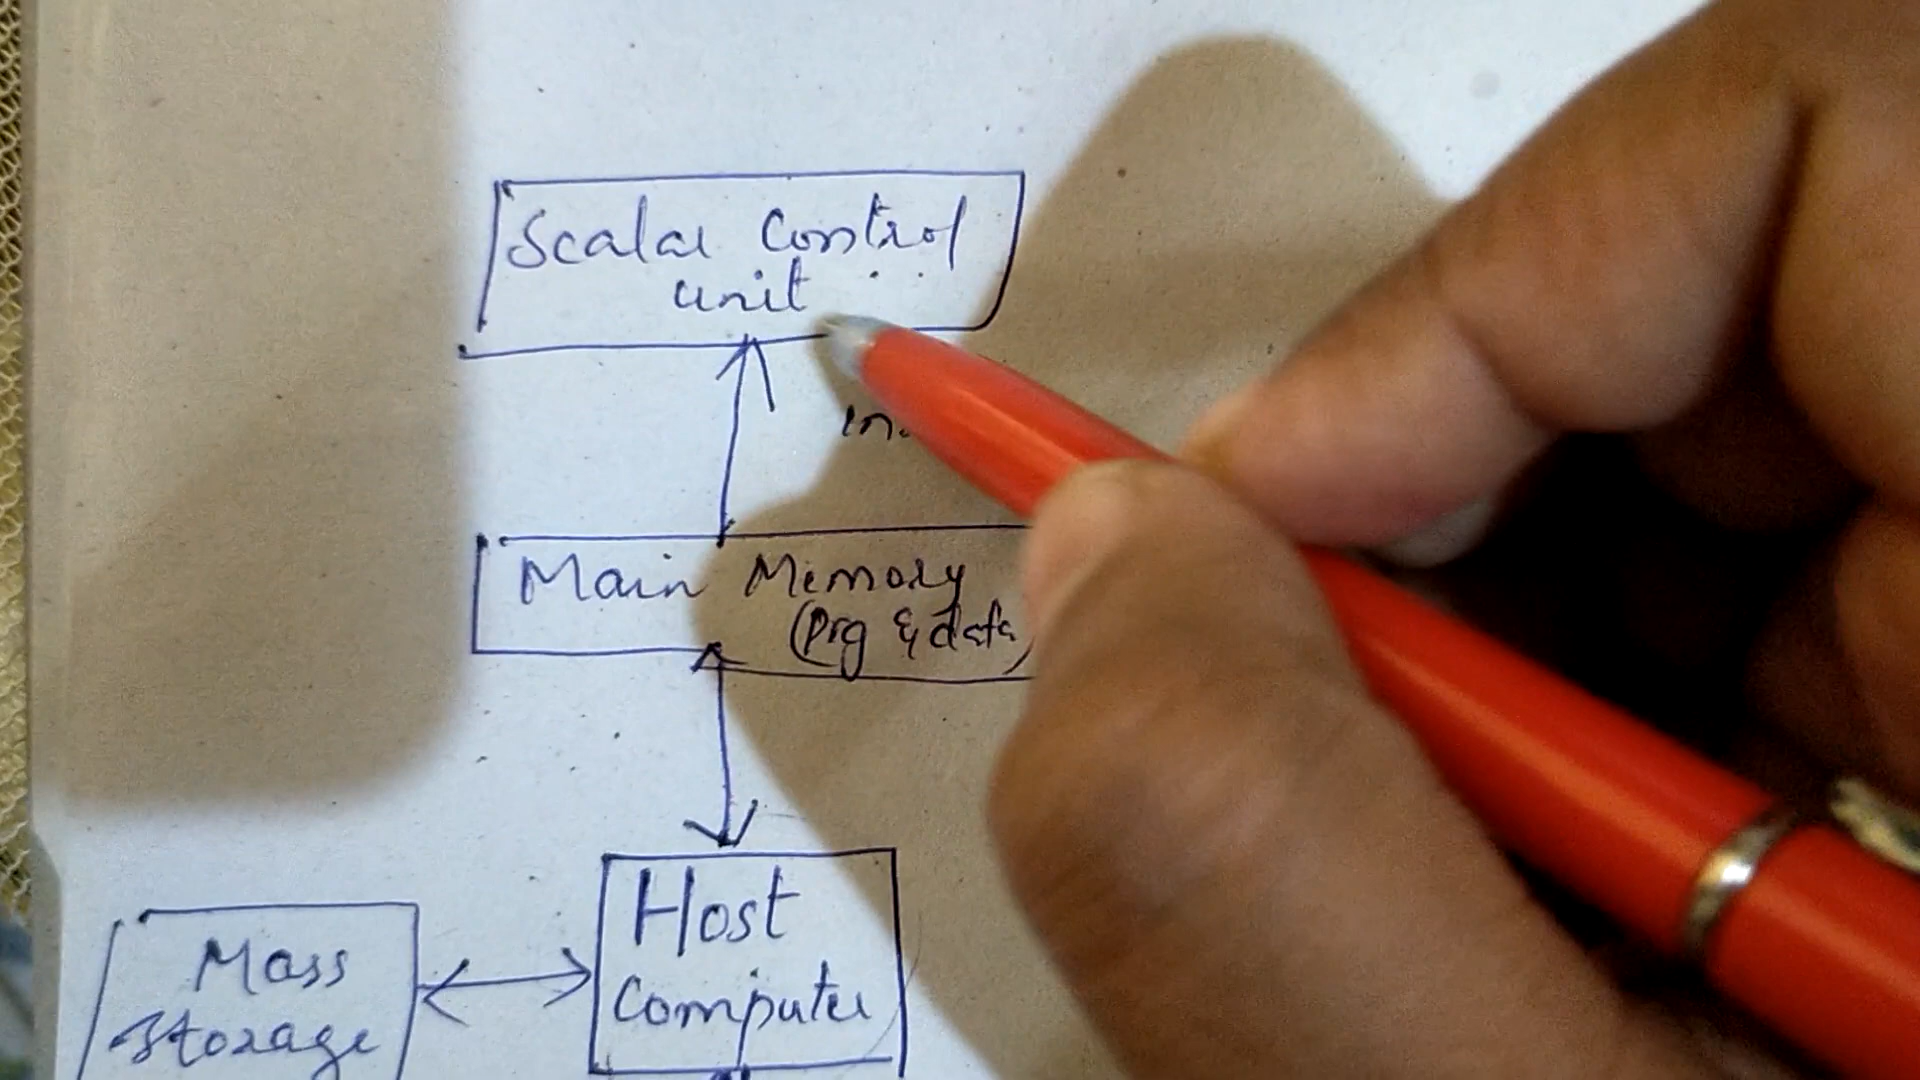 Scalar Control
unit
Main Memory
(Prg & data)
Host
Computer
Mass
Storage